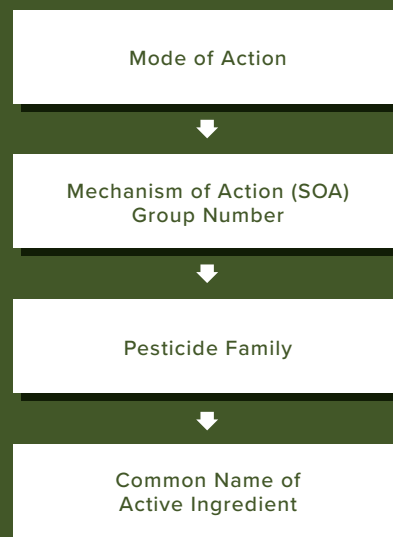 Mode of Action
Mechanism of Action (SOA)
Group Number
Pesticide Family
Common Name of
Active Ingredient